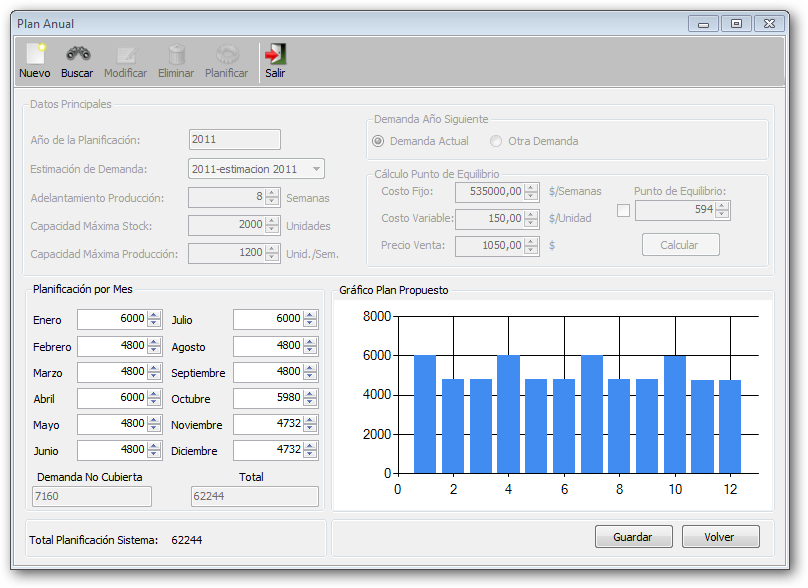 Plan Anual
Nuevo Buscar Modificar Eliminar Planificar Salir
Datos Principales
Año de la Planificación: 2011
Estimación de Demanda: 2011-estimacion 2011
Adelantamiento Producción: 8 Semanas
Capacidad Máxima Stock: 2000 Unidades
Capacidad Máxima Producción: 1200 Unid./Sem.
Demanda Año Siguiente
Demanda Actual Otra Demanda
Cálculo Punto de Equilibrio
Costo Fijo: 535000,00 $/Semanas
Costo Variable: 150,00 $/Unidad
Precio Venta: 1050,00 $
Punto de Equilibrio:
594
Calcular
Planificación por Mes
Enero 6000 Julio 6000
Febrero 4800 Agosto 4800
Marzo 4800 Septiembre 4800
Abril 6000 Octubre 5980
Mayo 4800 Noviembre 4732
Junio 4800 Diciembre 4732
Demanda No Cubierta Total
7160 62244
Gráfico Plan Propuesto
8000
6000
4000
2000
0
0 2 4 6 8 10 12
Total Planificación Sistema: 62244
Guardar Volver